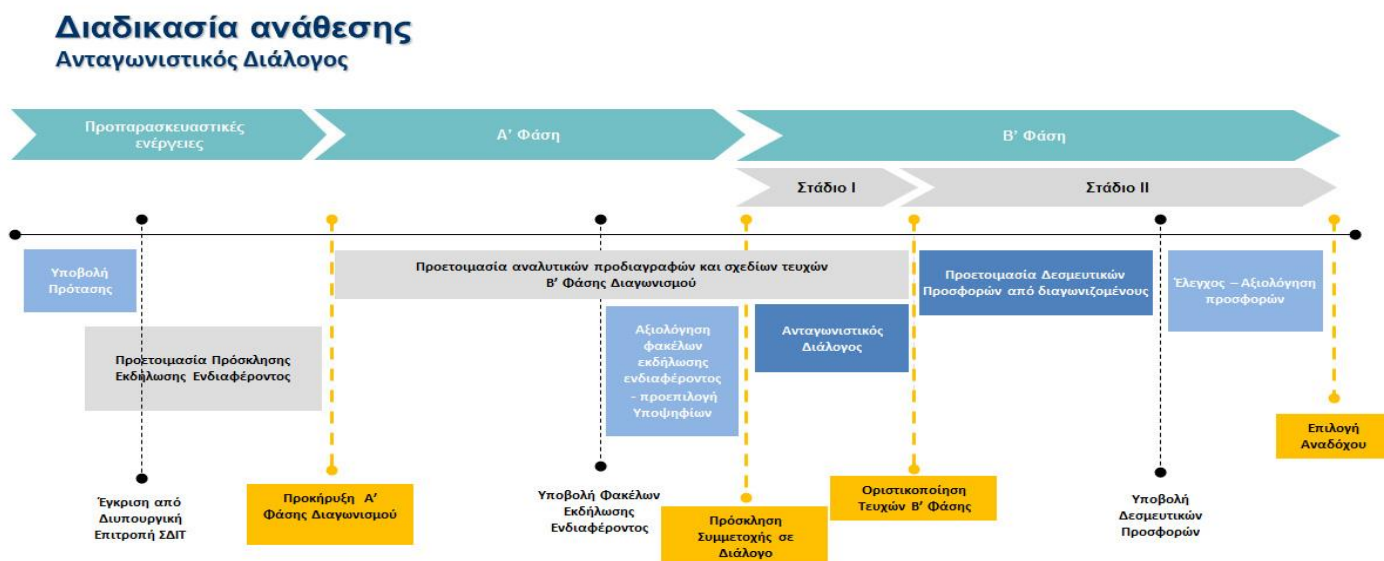 Διαδικασία ανάθεσης
Ανταγωνιστικός Διάλογος
Προπαρασκευαστικές
ενέργειες
Α’ Φάση
Β’ Φάση
Στάδιο Ι
Στάδιο ΙΙ
Υποβολή
Πρότασης
Προετοιμασία αναλυτικών προδιαγραφών και σχεδίων τευχών
Β’ Φάσης Διαγωνισμού
Προετοιμασία Δεσμευτικών
Προσφορών από διαγωνιζομένους
Έλεγχος – Αξιολόγηση
προσφορών
Προετοιμασία Πρόσκλησης
Εκδήλωσης Ενδιαφέροντος
Αξιολόγηση
φακέλων
εκδήλωσης
ενδιαφέροντος
- προεπιλογή
Υποψηφίων
Ανταγωνιστικός
Διάλογος
Έγκριση από
Διυπουργική
Επιτροπή ΣΔΙΤ
Προκήρυξη Α’
Φάσης Διαγωνισμού
Υποβολή Φακέλων
Εκδήλωσης
Ενδιαφέροντος
Πρόσκληση
Συμμετοχής σε
Διάλογο
Οριστικοποίηση
Τευχών Β’ Φάσης
Υποβολή
Δεσμευτικών
Προσφορών
Επιλογή
Αναδόχου